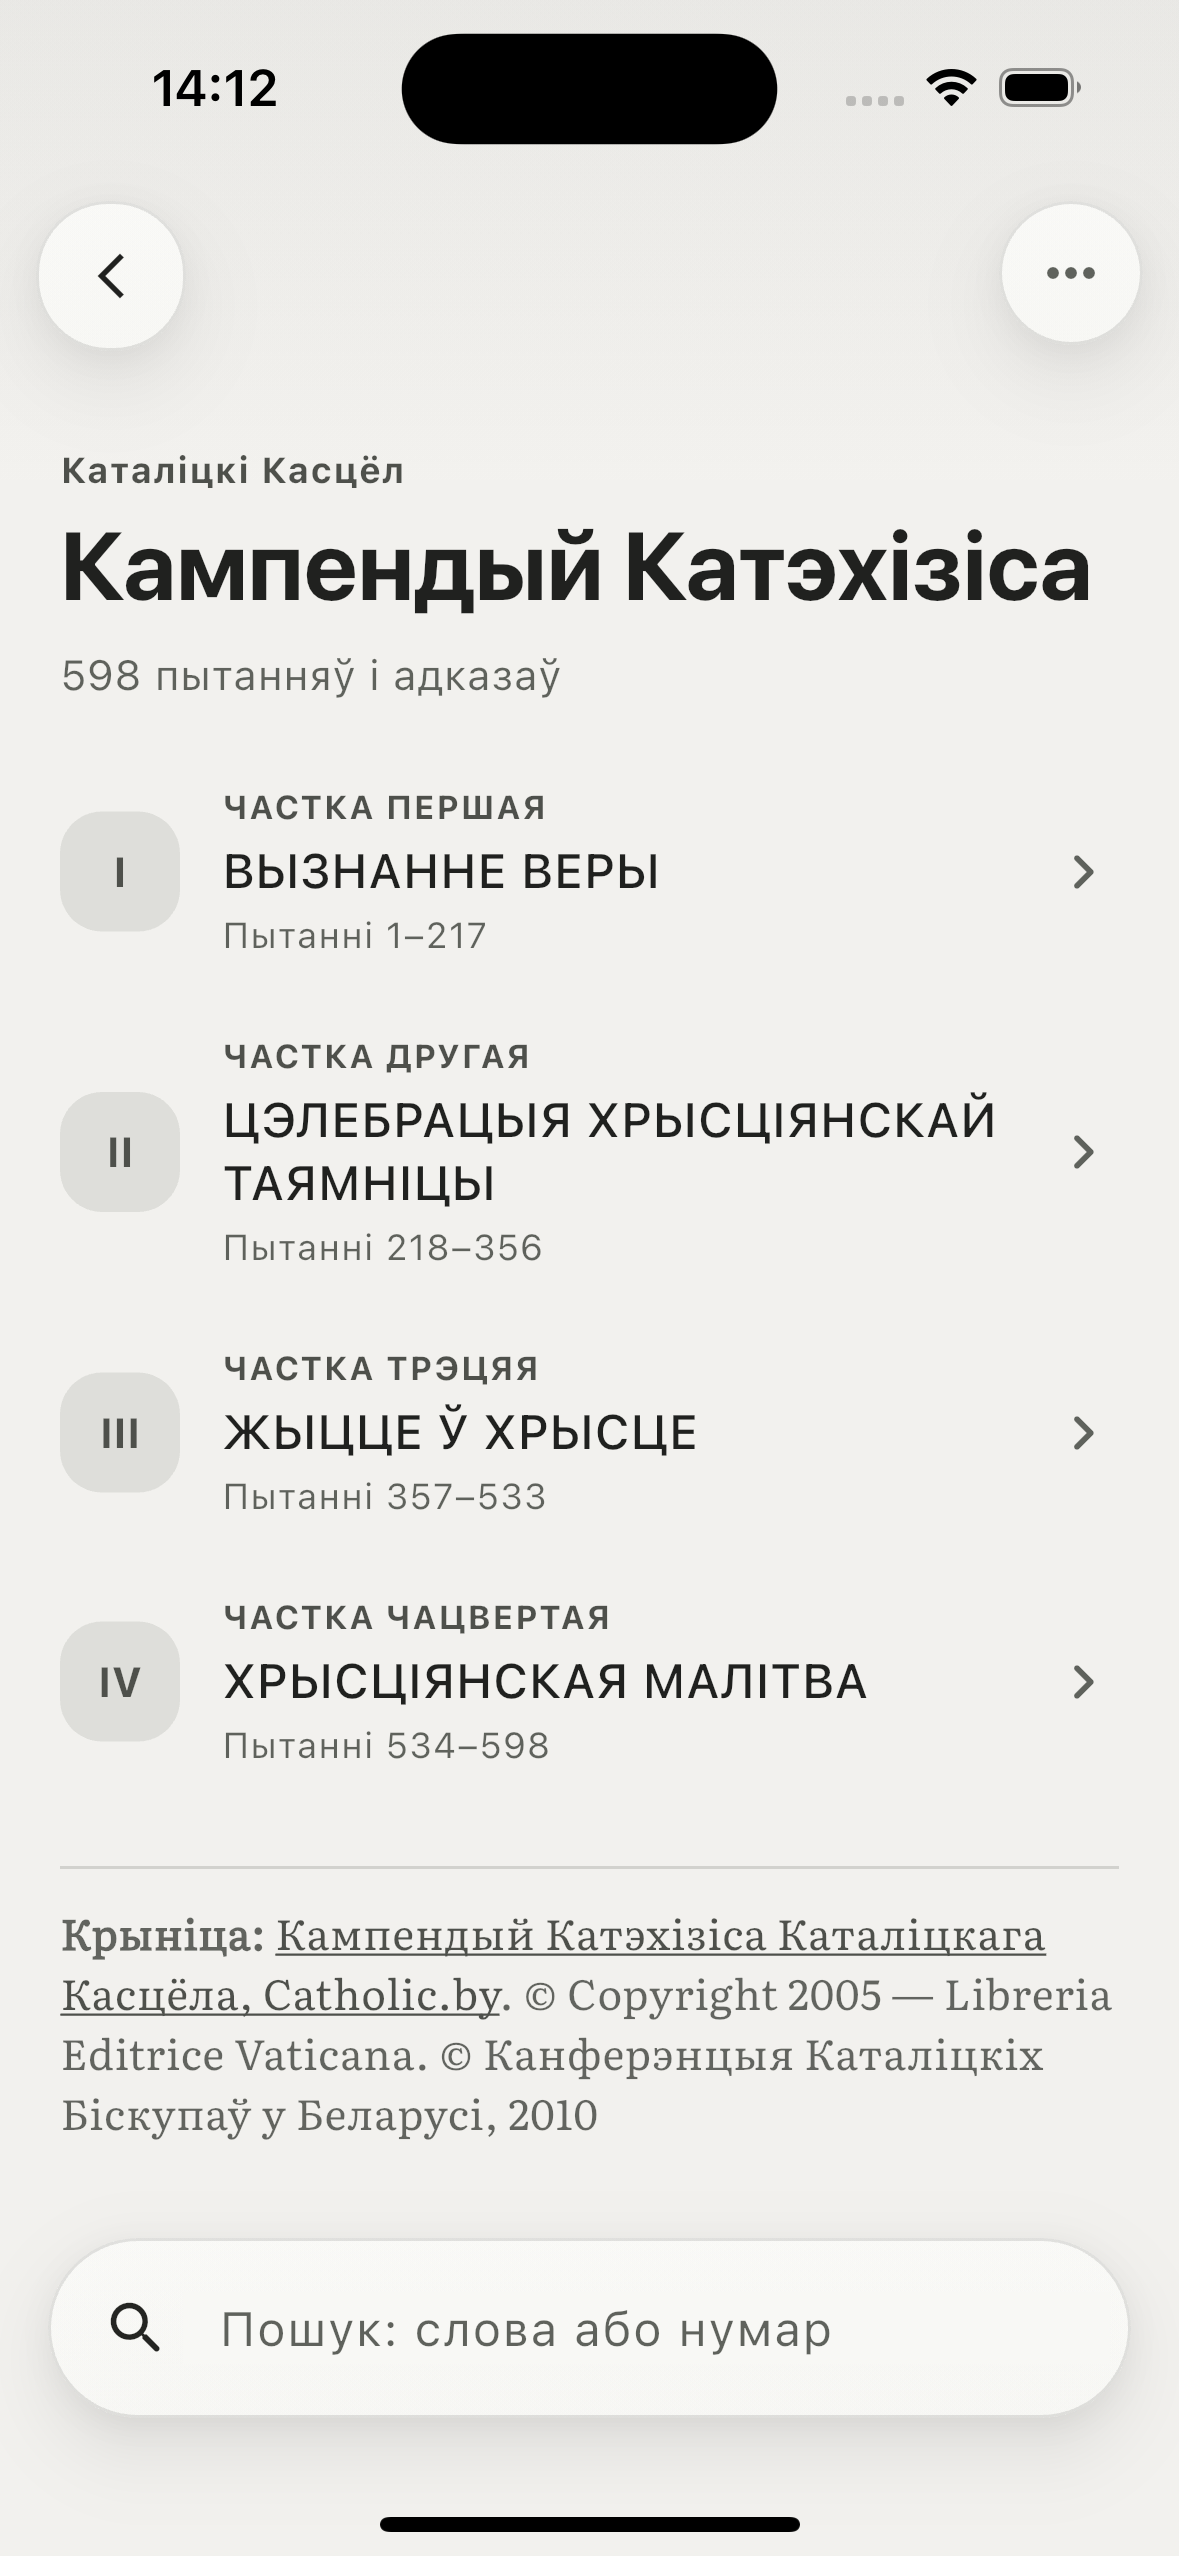 14:12
Каталіцкі Касцёл
Кампендый Катэхізіса
598 пытанняў і адказаў
ЧАСТКА ПЕРШАЯ
I
ВЫЗНАННЕ ВЕРЫ
Пытанні 1–217
ЧАСТКА ДРУГАЯ
II
ЦЭЛЕБРАЦЫЯ ХРЫСЦІЯНСКАЙ
ТАЯМНІЦЫ
Пытанні 218–356
ЧАСТКА ТРЭЦЯЯ
III
ЖЫЦЦЕ Ў ХРЫСЦЕ
Пытанні 357–533
ЧАСТКА ЧАЦВЕРТАЯ
IV
ХРЫСЦІЯНСКАЯ МАЛІТВА
Пытанні 534–598
Крыніца: Кампендый Катэхізіса Каталіцкага
Касцёла, Catholic.by. © Copyright 2005 — Libreria
Editrice Vaticana. © Канферэнцыя Каталіцкіх
Біскупаў у Беларусі, 2010
Пошук: слова або нумар